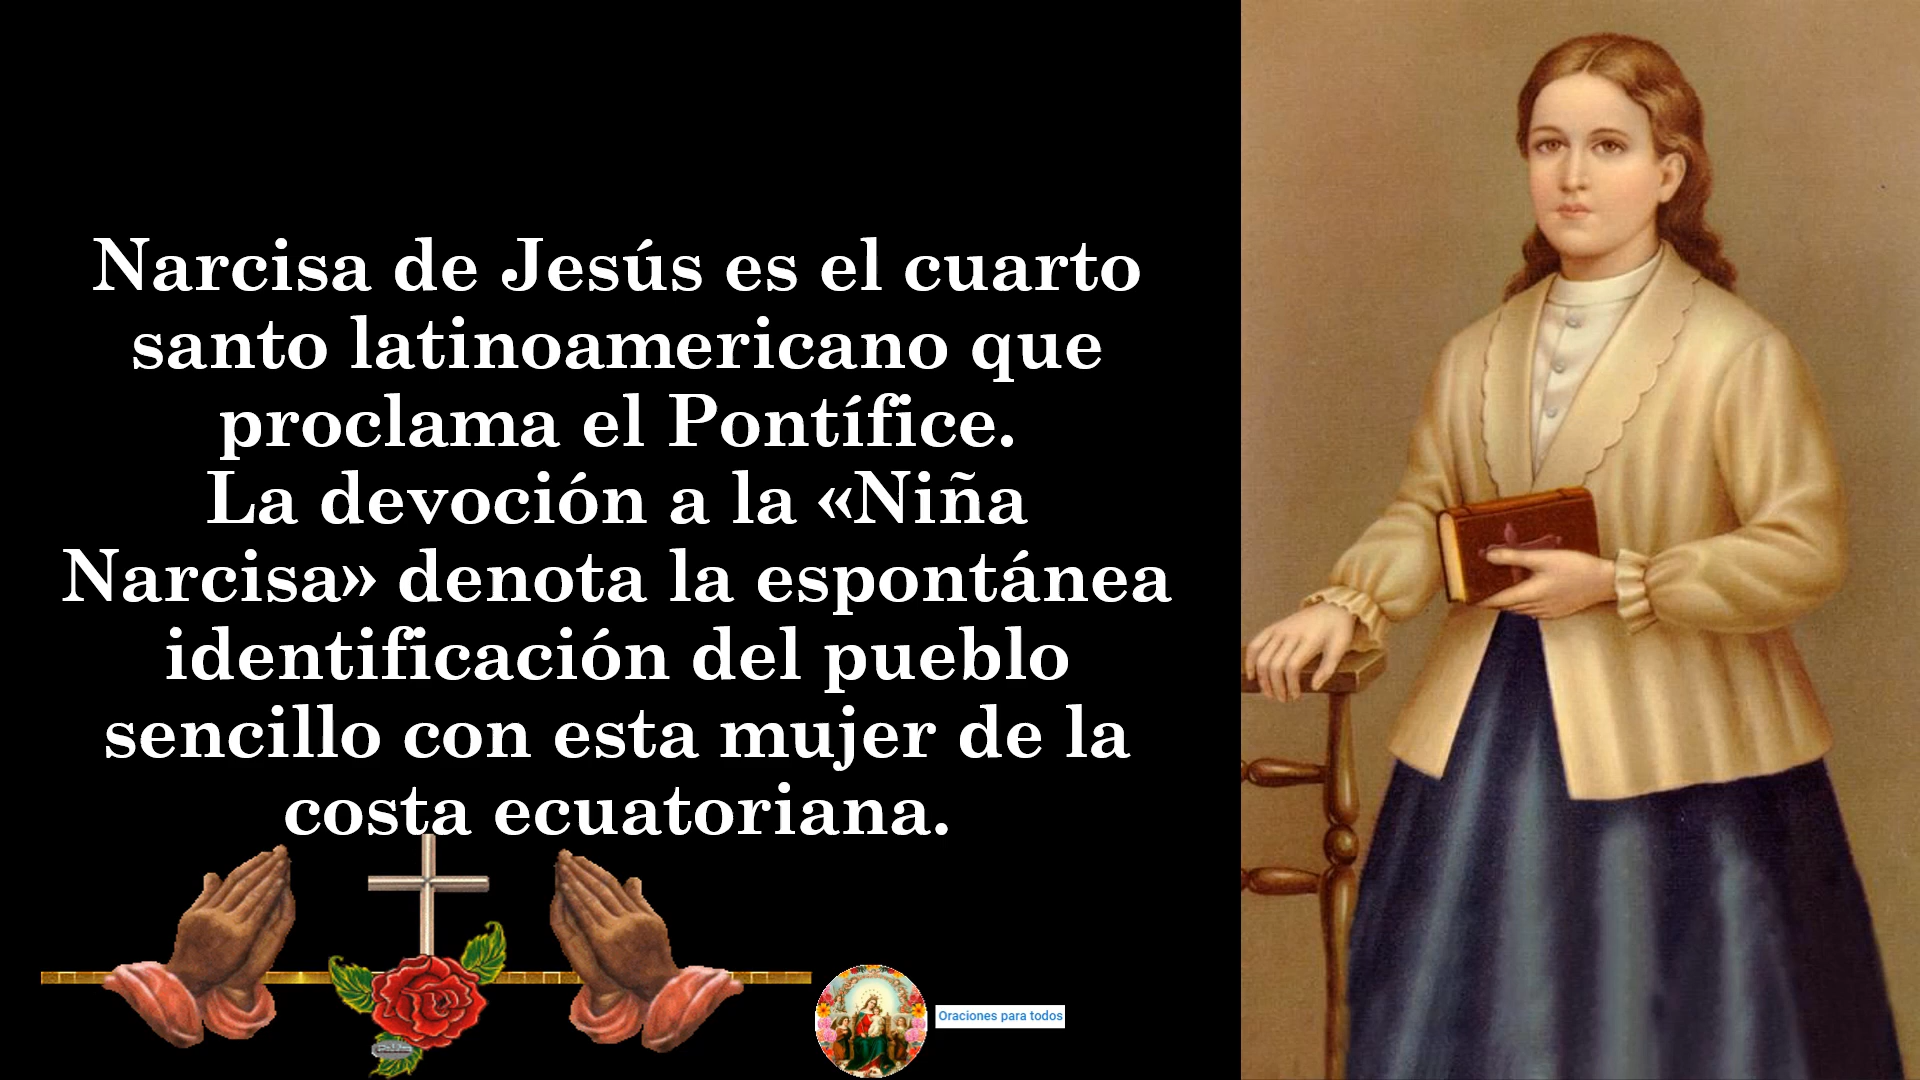 Narcisa de Jesús es el cuarto
santo latinoamericano que
proclama el Pontífice.
La devoción a la «Niña
Narcisa» denota la espontánea
identificación del pueblo
sencillo con esta mujer de la
costa ecuatoriana.
Oraciones para todos